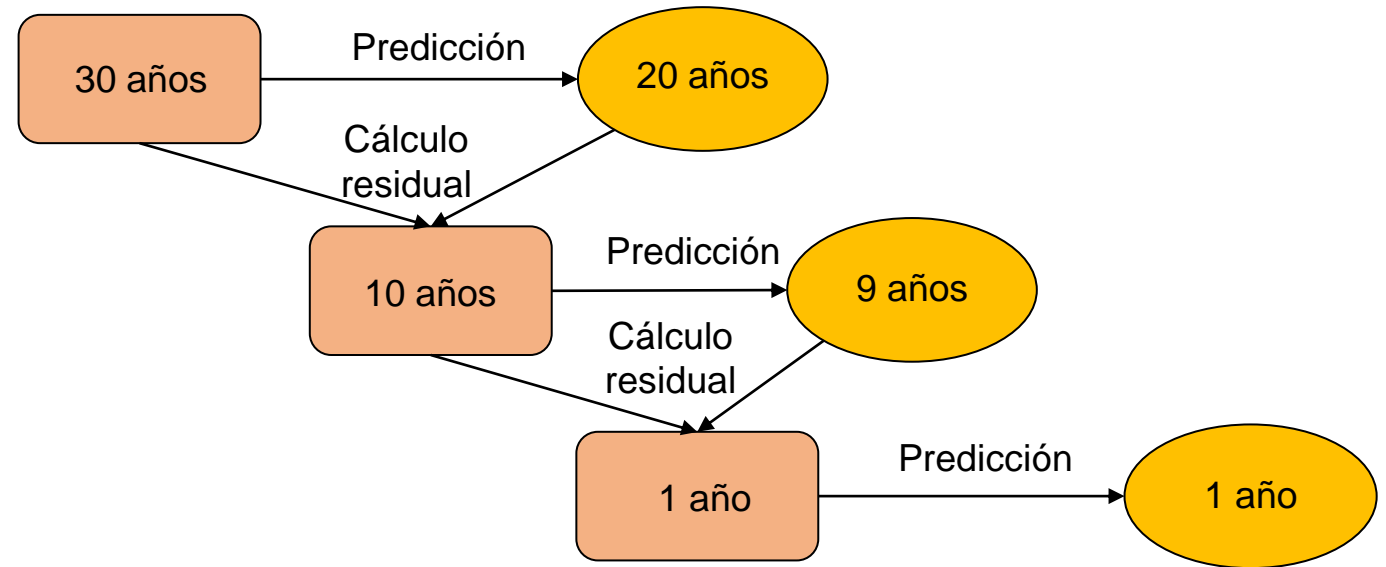 Predicción
30 años
20 años
Cálculo
residual
Predicción
10 años
9 años
Cálculo
residual
Predicción
1 año
1 año